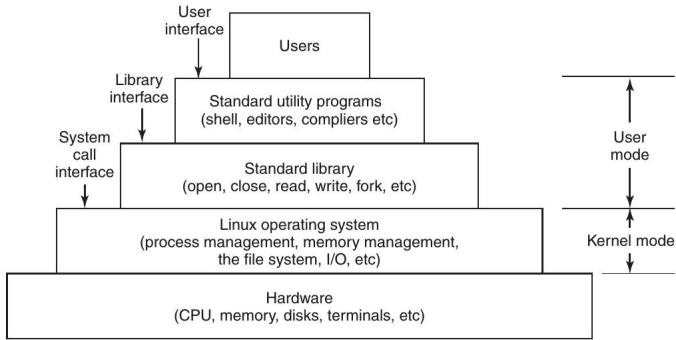 User
interface
Users
Library
interface
Standard utility programs
(shell, editors, compliers etc)
System
call
interface
User
mode
Standard library
(open, close, read, write, fork, etc)
Linux operating system
(process management, memory management,
the file system, I/O, etc)
Kernel mode
Hardware
(CPU, memory, disks, terminals, etc)